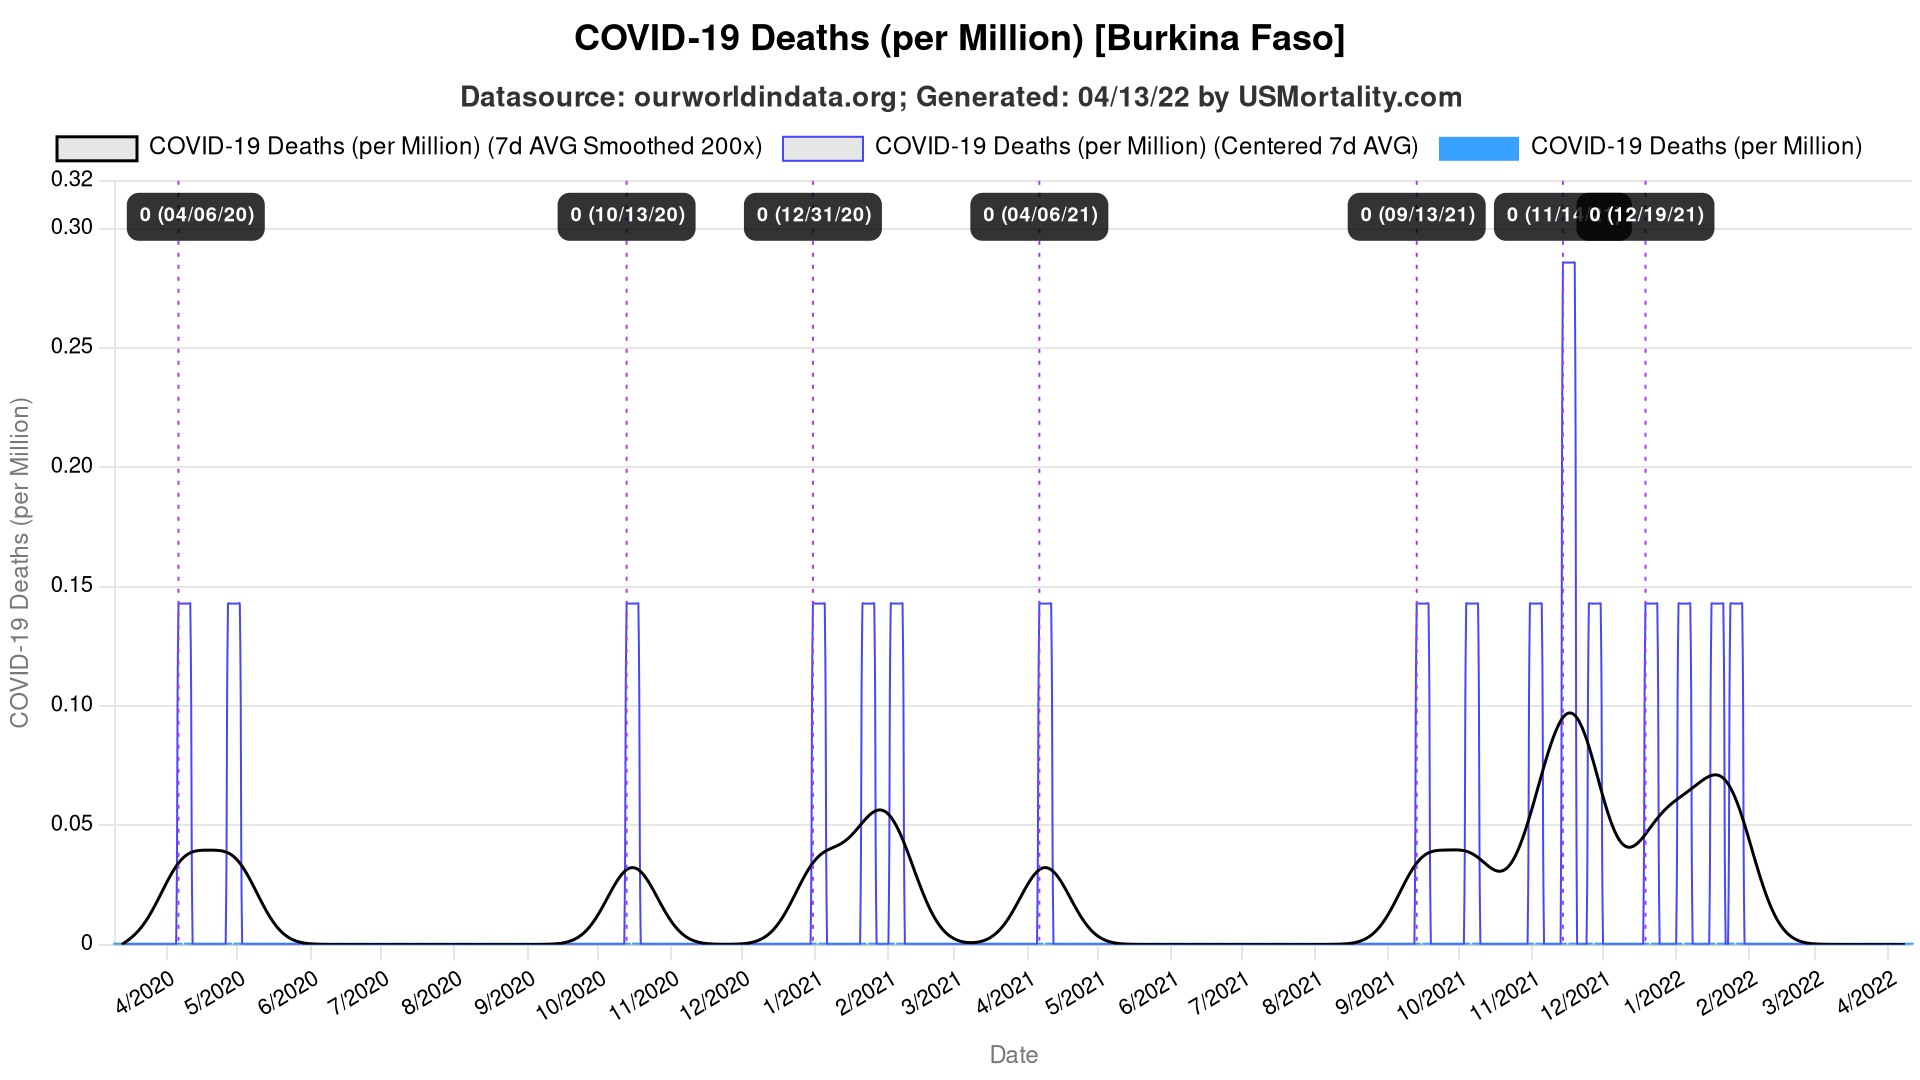 COVID-19 Deaths (per Million) [Burkina Faso]
Datasource: ourworldindata.org; Generated: 04/13/22 by USMortality.com
COVID-19 Deaths (per Million) (7d AVG Smoothed 200x) COVID-19 Deaths (per Million) (Centered 7d AVG) COVID-19 Deaths (per Million)
0.32
0 (04/06/20) 0 (10/13/20) 0 (12/31/20) 0 (04/06/21) 0 (09/13/21) 0 (11/14 0 (12/19/21)
0.30
0.25
0.20
0.15
0.10
0.05
0
COVID-19 Deaths (per Million)
4/2020 5/2020 6/2020 7/2020 8/2020 9/2020 10/2020 11/2020 12/2020 1/2021 2/2021 3/2021 4/2021 5/2021 6/2021 7/2021 8/2021 9/2021 10/2021 11/2021 12/2021 1/2022 2/2022 3/2022 4/2022
Date